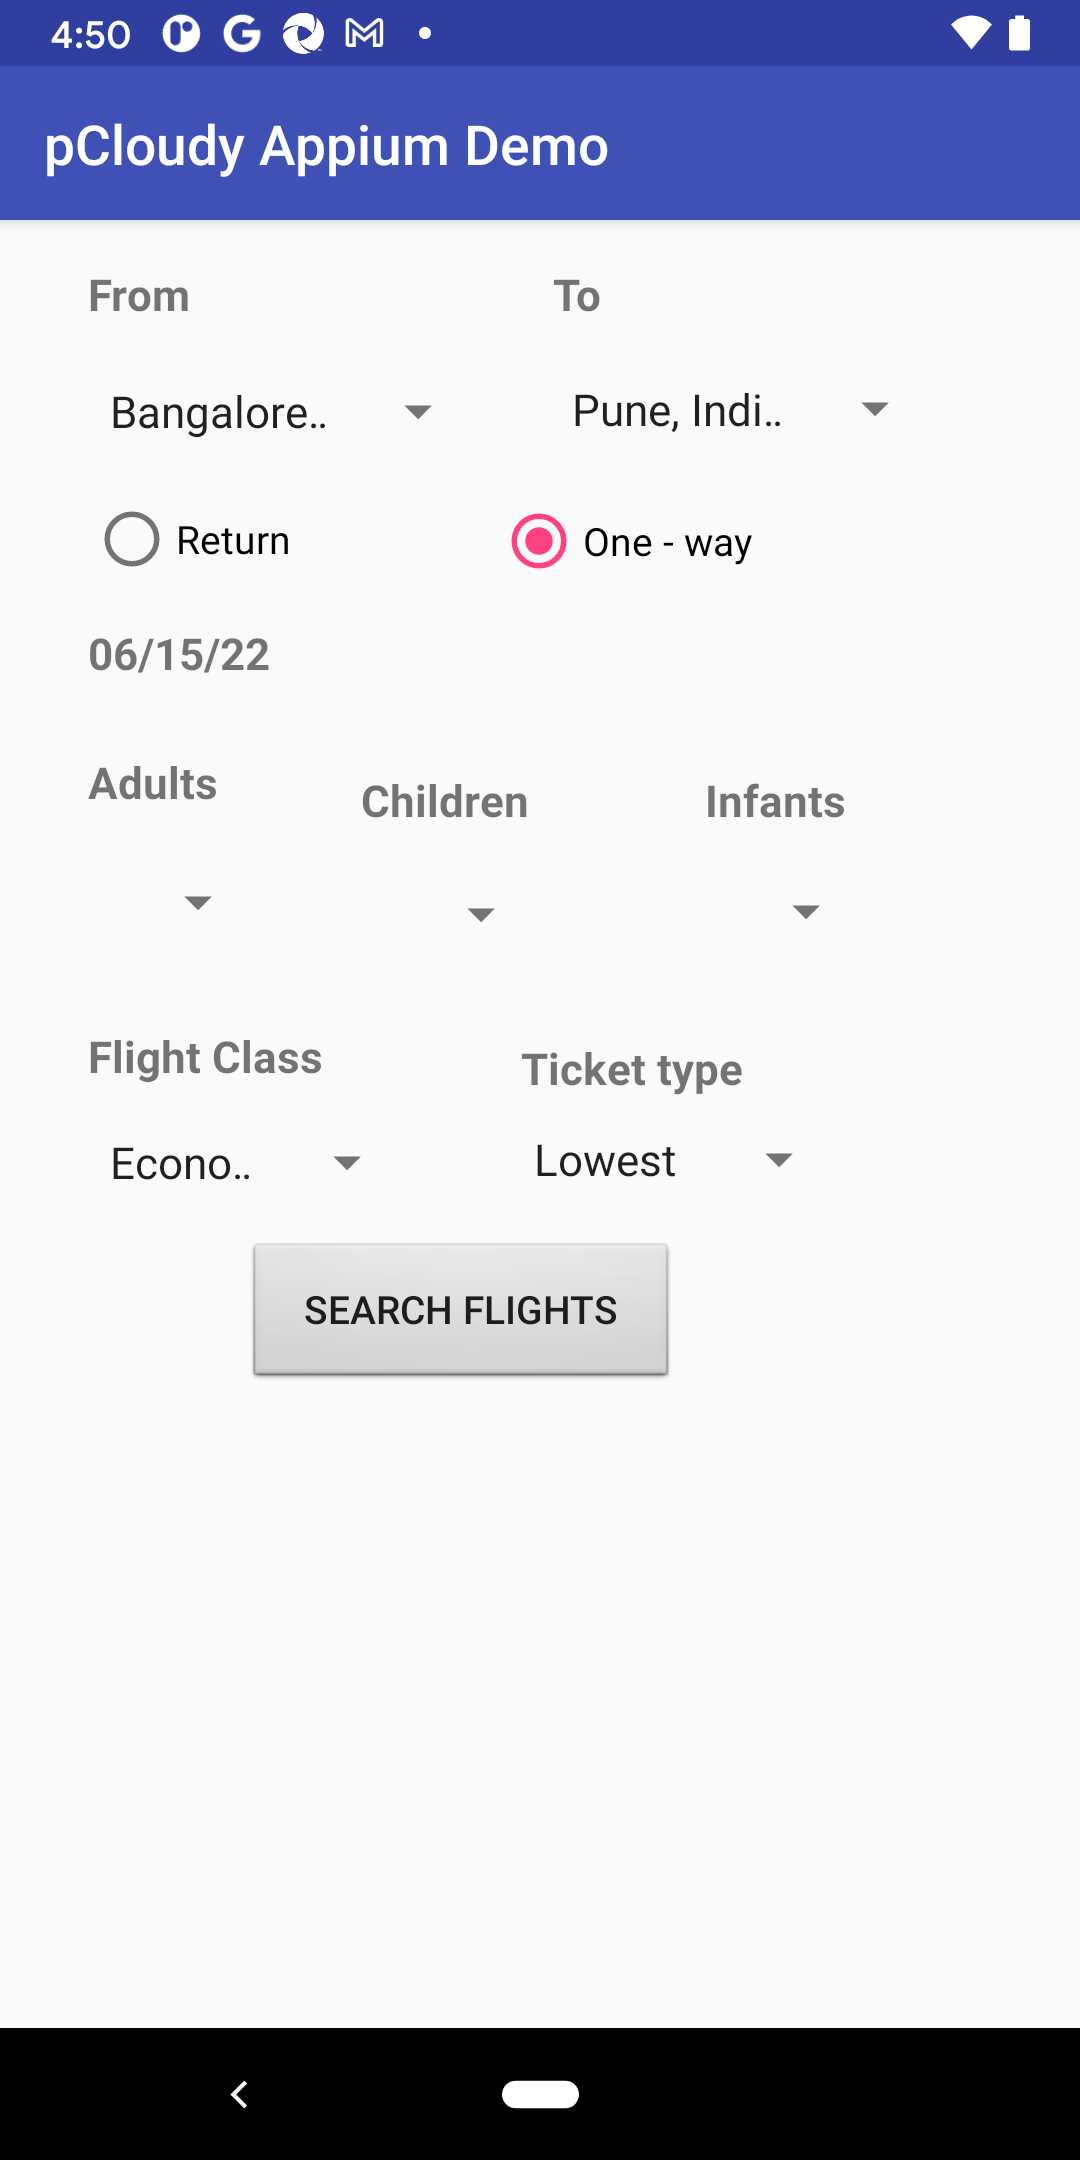 4:50
pCloudy Appium Demo
From To
Bangalore.. Pune, Indi..
Return One - way
06/15/22
Adults Children Infants
Flight Class Ticket type
Econo.. Lowest
SEARCH FLIGHTS